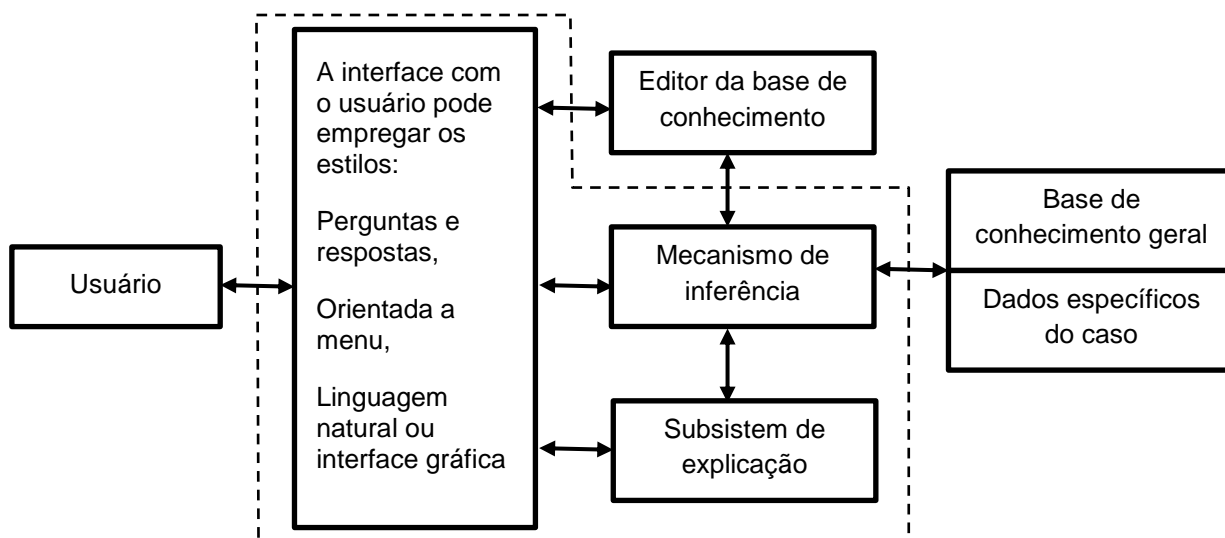 Usuário
A interface com
o usuário pode
empregar os
estilos:
Perguntas e
respostas,
Orientada a
menu,
Linguagem
natural ou
interface gráfica
Editor da base de
conhecimento
Mecanismo de
inferência
Subsistem de
explicação
Base de
conhecimento geral
Dados específicos
do caso